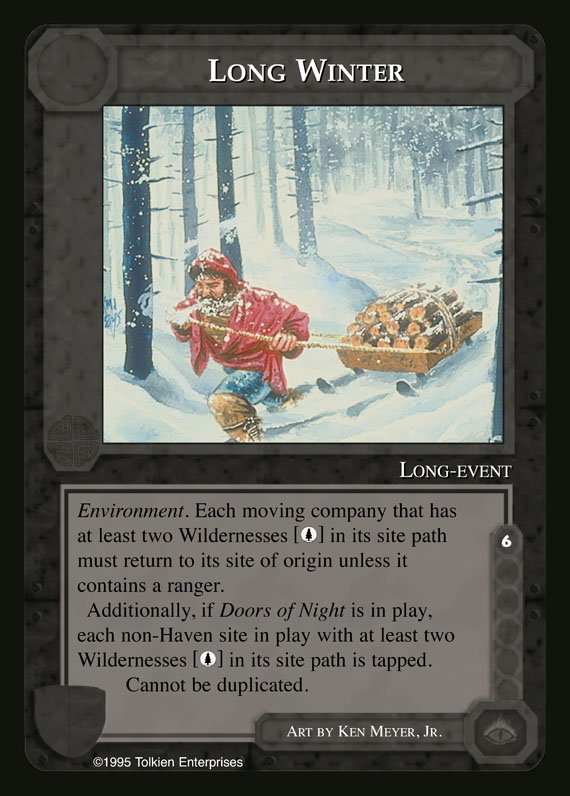 Long Winter
Long-event
Environment. Each moving company that has
at least two Wildernesses [] in its site path
must return to its site of origin unless it
contains a ranger.
Additionally, if Doors of Night is in play,
each non-Haven site in play with at least two
Wildernesses [] in its site path is tapped.
Cannot be duplicated.
6
Art by Ken Meyer, Jr.
©1995 Tolkien Enterprises